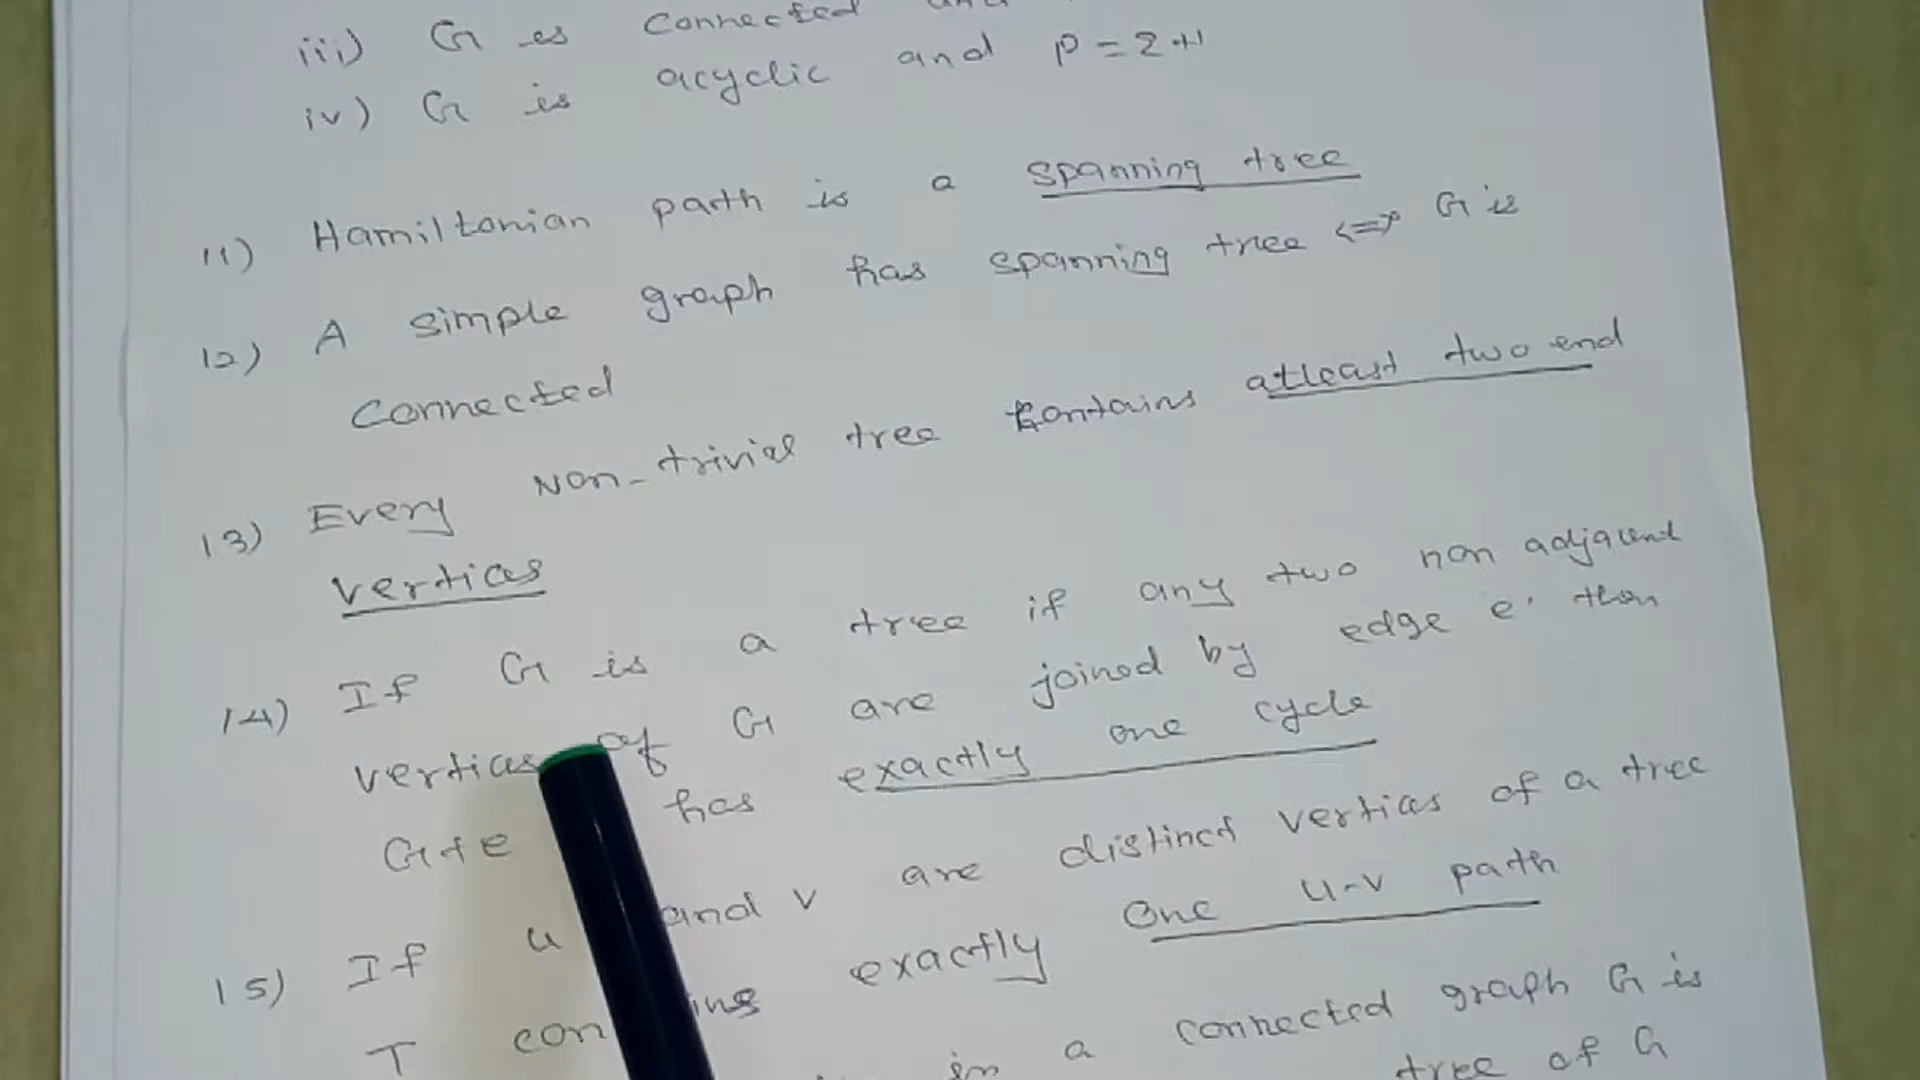 iii) G is connected and
iv) G is acyclic and p = 2+1
11) Hamiltonian path is a spanning tree
12) A simple graph has spanning tree <=> G is
connected
13) Every Non-trivial tree contains atleast two end
vertices
14) If G is a tree if any two non adjacent
vertices of G are joined by edge e' then
G+e has exactly one cycle
15) If u and v are distinct vertices of a tree
T exactly one u-v path
in a connected graph G is
tree of G